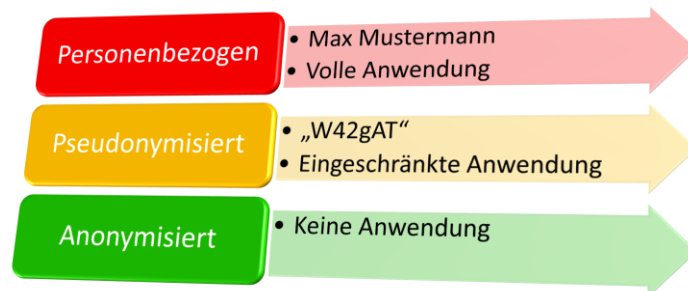 Personenbezogen
• Max Mustermann
• Volle Anwendung
Pseudonymisiert
• „W42gAT“
• Eingeschränkte Anwendung
Anonymisiert
• Keine Anwendung